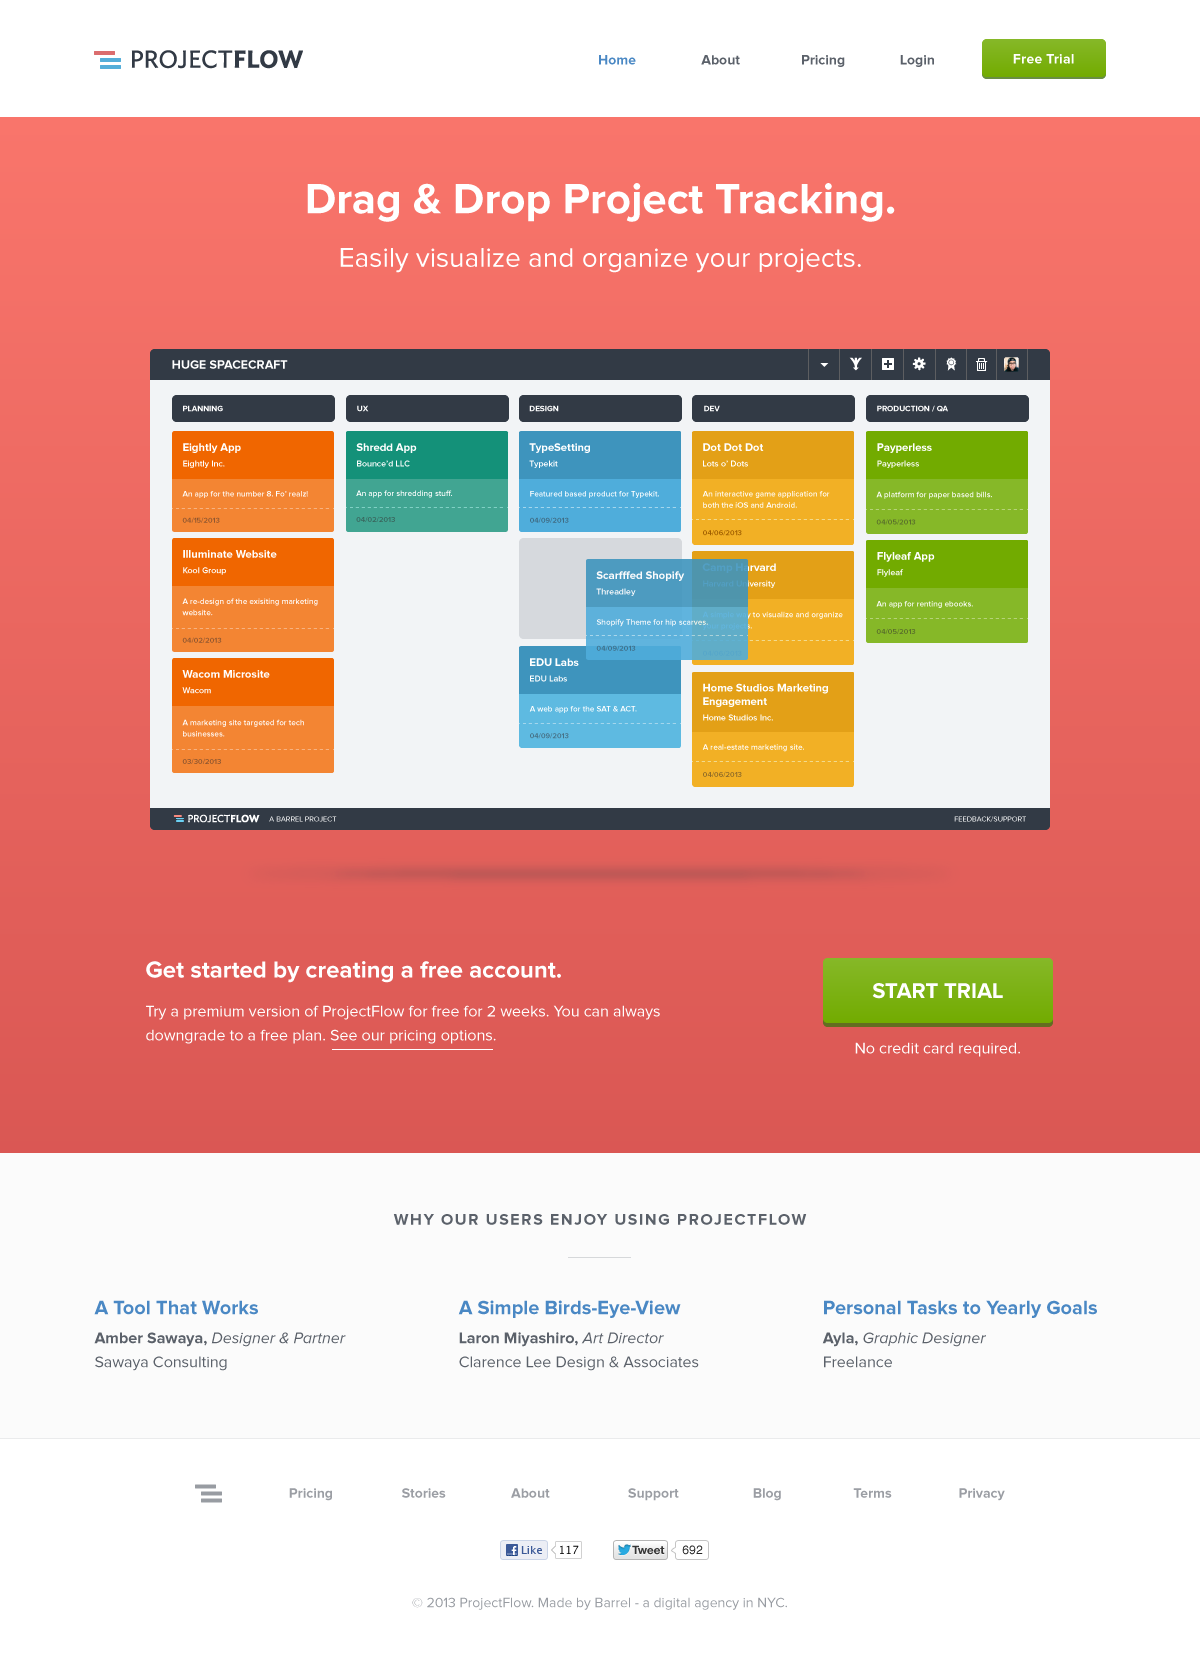 PROJECTFLOW
Home
About
Pricing
Login
Free Trial
Drag & Drop Project Tracking.
Easily visualize and organize your projects.
HUGE SPACECRAFT
PLANNING
Eightly App
Eightly Inc.
An app for the number 8. Fo' realz!
04/15/2013
Illuminate Website
Kool Group
A re-design of the exisiting marketing
website.
04/02/2013
Wacom Microsite
Wacom
A marketing site targeted for tech
businesses.
03/30/2013
UX
Shredd App
Bounce'd LLC
An app for shredding stuff.
04/02/2013
DESIGN
TypeSetting
Typekit
Featured based product for Typekit.
04/09/2013
Scarfffed Shopify
Threadley
Shopify Theme for hip scarves.
04/09/2013
EDU Labs
EDU Labs
A web app for the SAT & ACT.
04/09/2013
DEV
Dot Dot Dot
Lots o' Dots
An interactive game application for
both the iOS and Android.
04/06/2013
Camp Harvard
to visualize and organize
Home Studios Marketing
Engagement
Home Studios Inc.
A real-estate marketing site.
04/06/2013
PRODUCTION / QA
Payperless
Payperless
A platform for paper based bills.
04/05/2013
Flyleaf App
Flyleaf
An app for renting ebooks.
04/05/2013
PROJECTFLOW A BARREL PROJECT
FEEDBACK/SUPPORT
Get started by creating a free account.
Try a premium version of ProjectFlow for free for 2 weeks. You can always
downgrade to a free plan. See our pricing options.
START TRIAL
No credit card required.
WHY OUR USERS ENJOY USING PROJECTFLOW
A Tool That Works
Amber Sawaya, Designer & Partner
Sawaya Consulting
A Simple Birds-Eye-View
Laron Miyashiro, Art Director
Clarence Lee Design & Associates
Personal Tasks to Yearly Goals
Ayla, Graphic Designer
Freelance
Pricing
Stories
About
Support
Blog
Terms
Privacy
Like 117
Tweet 692
© 2013 ProjectFlow. Made by Barrel - a digital agency in NYC.